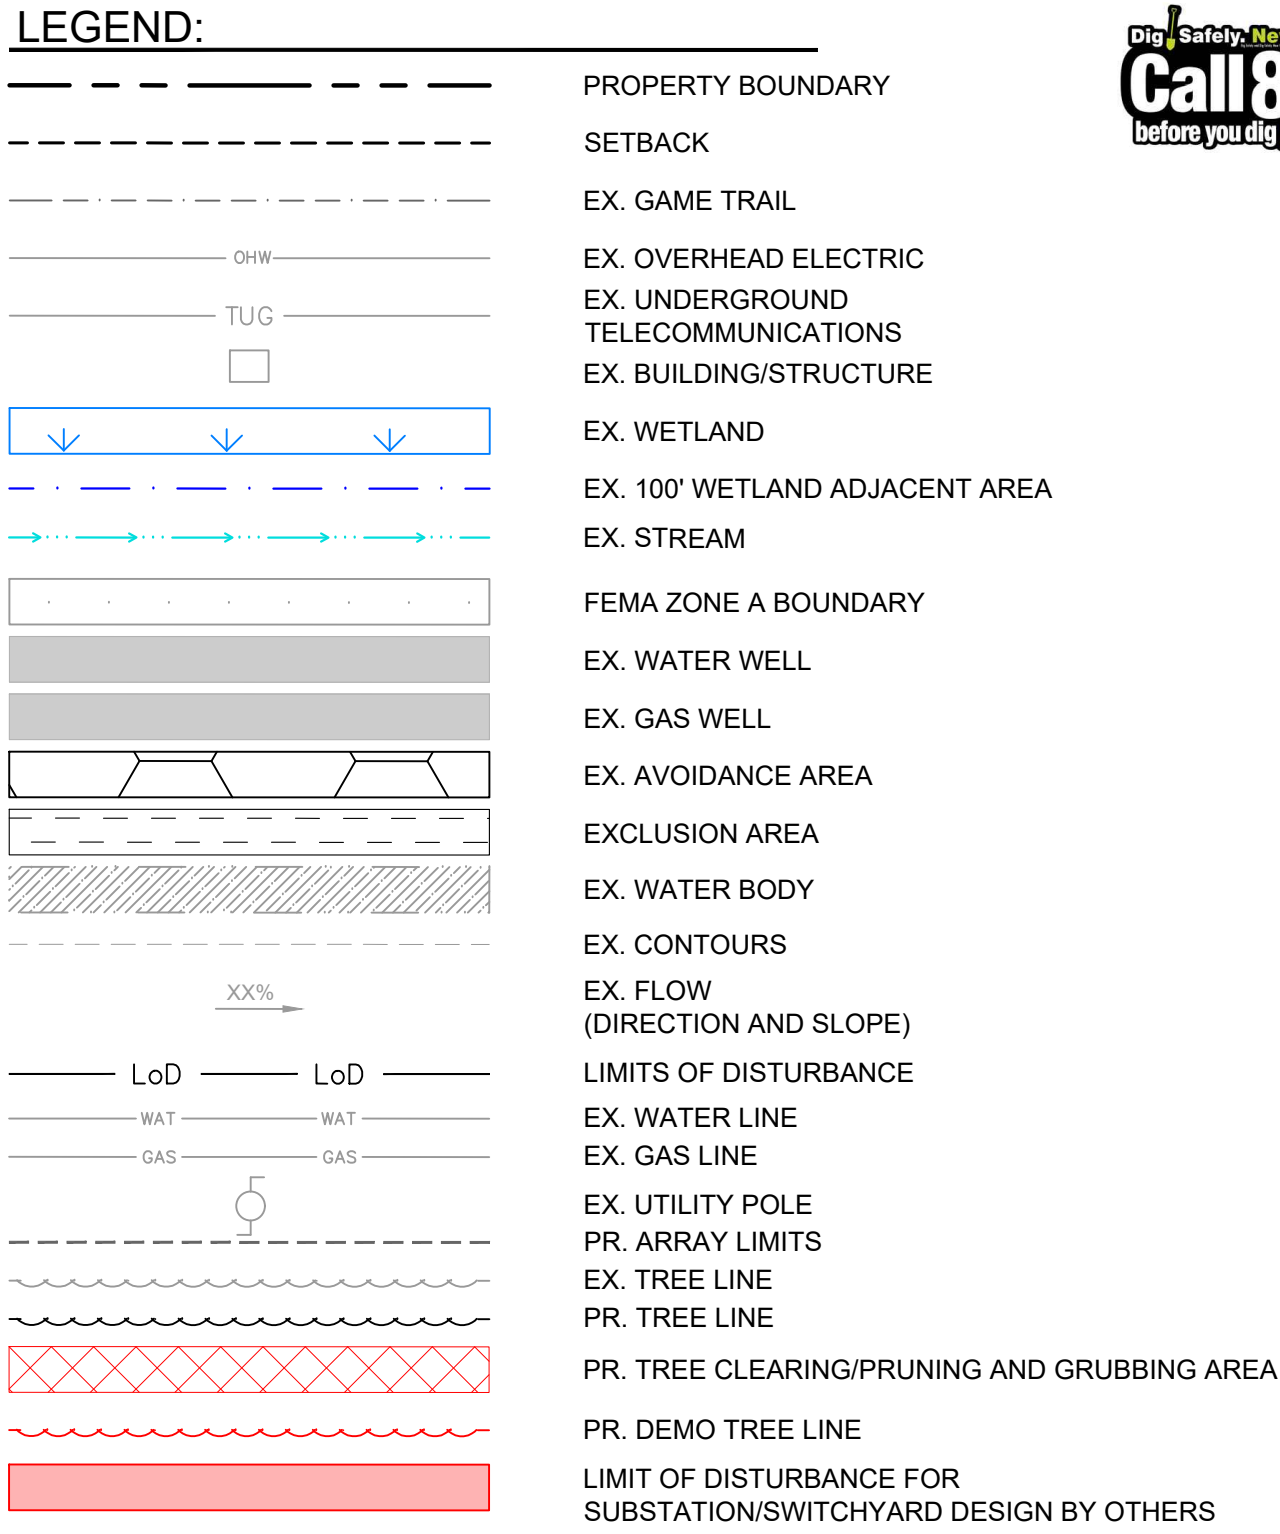 LEGEND:
Dig Safely.
Call 8
before you dig
PROPERTY BOUNDARY
SETBACK
EX. GAME TRAIL
OHW
EX. OVERHEAD ELECTRIC
TUG
EX. UNDERGROUND
TELECOMMUNICATIONS
EX. BUILDING/STRUCTURE
EX. WETLAND
EX. 100' WETLAND ADJACENT AREA
EX. STREAM
FEMA ZONE A BOUNDARY
EX. WATER WELL
EX. GAS WELL
EX. AVOIDANCE AREA
EXCLUSION AREA
EX. WATER BODY
EX. CONTOURS
XX%
EX. FLOW
(DIRECTION AND SLOPE)
LoD LoD
LIMITS OF DISTURBANCE
WAT WAT
EX. WATER LINE
GAS GAS
EX. GAS LINE
EX. UTILITY POLE
PR. ARRAY LIMITS
EX. TREE LINE
PR. TREE LINE
PR. TREE CLEARING/PRUNING AND GRUBBING AREA
PR. DEMO TREE LINE
LIMIT OF DISTURBANCE FOR
SUBSTATION/SWITCHYARD DESIGN BY OTHERS